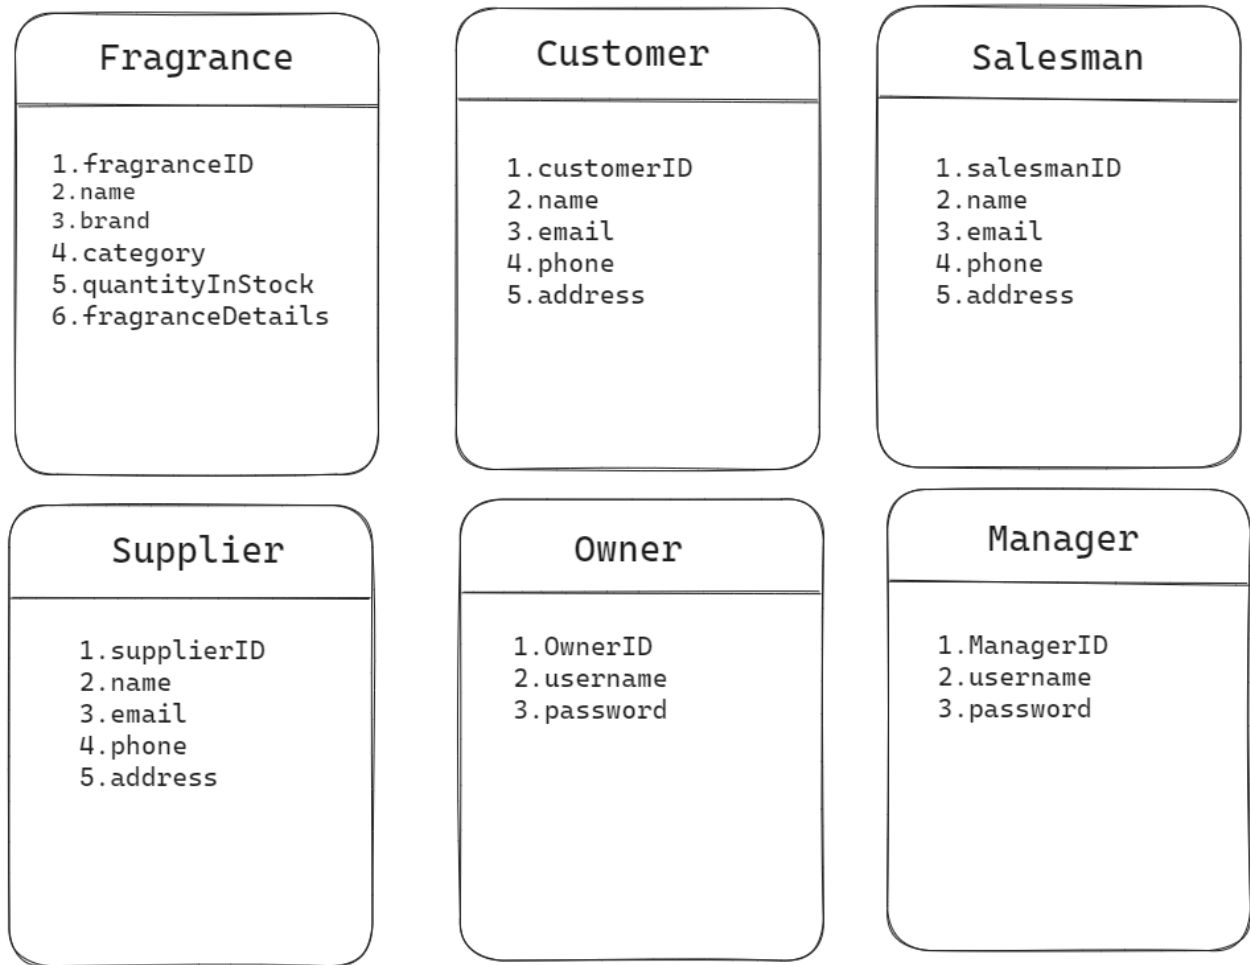 Fragrance
1.fragranceID
2.name
3.brand
4.category
5.quantityInStock
6.fragranceDetails
Customer
1.customerID
2.name
3.email
4.phone
5.address
Salesman
1.salesmanID
2.name
3.email
4.phone
5.address
Supplier
1.supplierID
2.name
3.email
4.phone
5.address
Owner
1.OwnerID
2.username
3.password
Manager
1.ManagerID
2.username
3.password